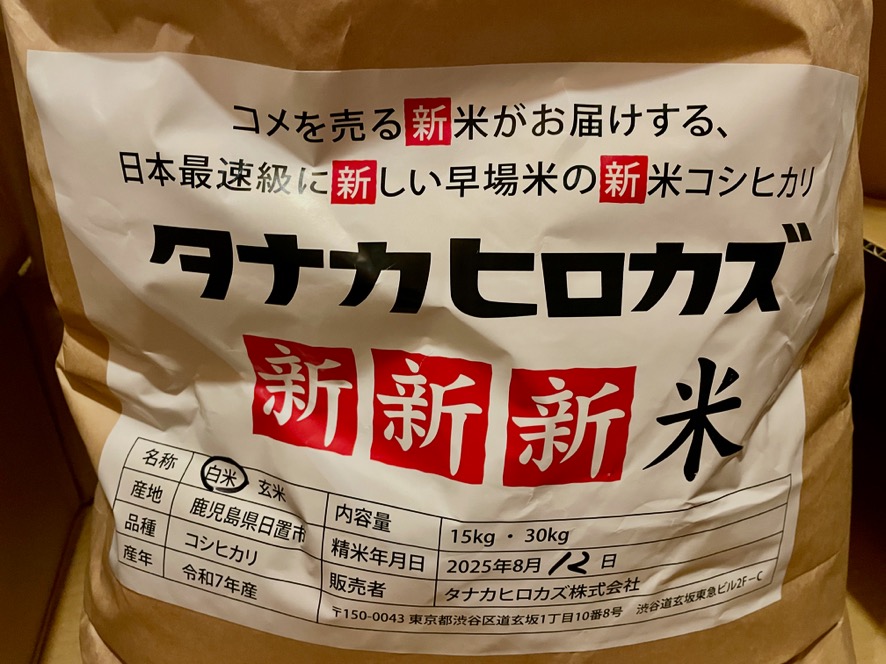 コメを売る新米がお届けする、
日本最速級に新しい早場米の新米コシヒカリ
タナカヒロカズ
新新新米
名称 白米 玄米
産地 鹿児島県日置市
品種 コシヒカリ
産年 令和7年産
内容量 15kg ・ 30kg
精米年月日 2025年8月12日
販売者 タナカヒロカズ株式会社
〒150-0043 東京都渋谷区道玄坂1丁目10番8号 渋谷道玄坂東急ビル2F-C